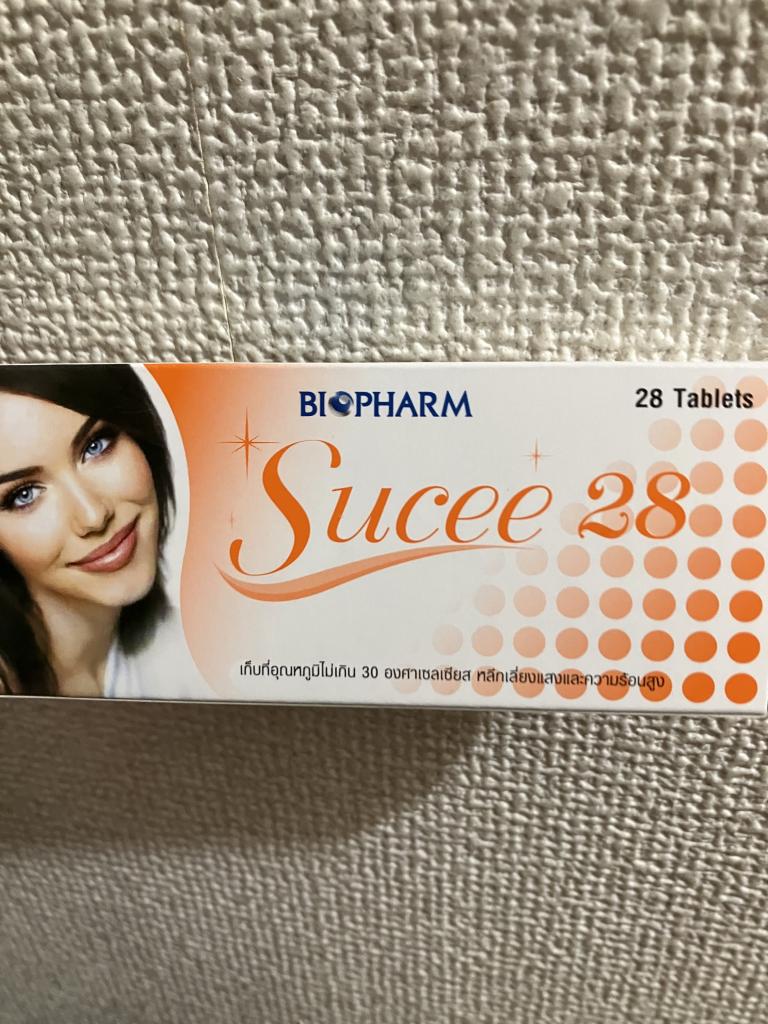 BIOPHARM
28 Tablets
Sucee 28
เก็บที่อุณหภูมิไม่เกิน 30 องศาเซลเซียส หลีกเลี่ยงแสงและความร้อนสูง